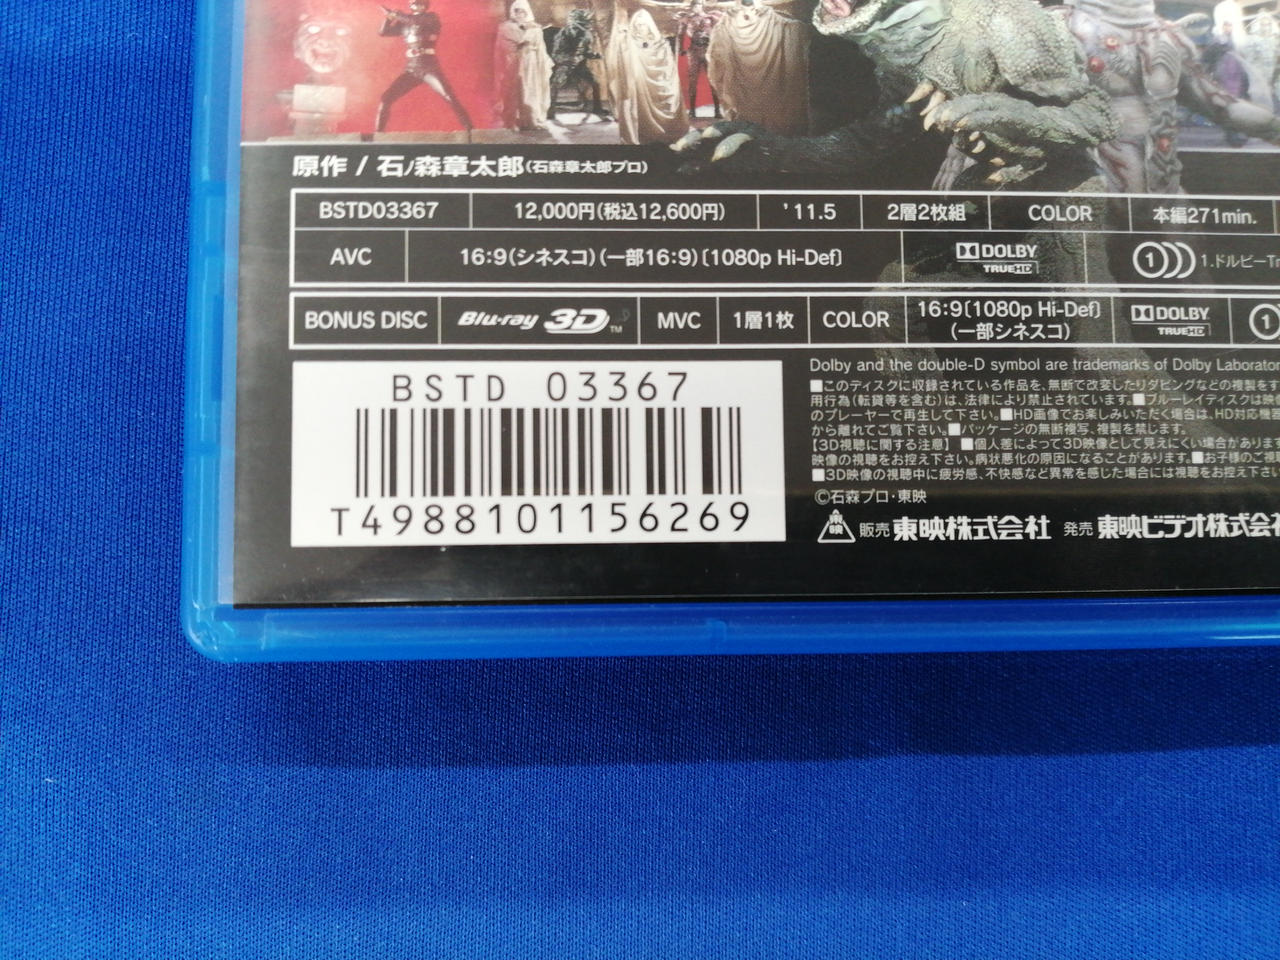 原作 / 石ノ森章太郎(石森章太郎プロ)
BSTD03367 12,000円(税込12,600円) '11.5 2層2枚組 COLOR 本編271min.
AVC 16:9(シネスコ)(一部16:9)〔1080p Hi-Def〕 DOLBY TRUEHD 1 1.ドルビーTr
BONUS DISC Blu-ray 3D TM MVC 1層1枚 COLOR 16:9〔1080p Hi-Def〕(一部シネスコ) DOLBY TRUEHD 1
BSTD 03367
T4988101156269
Dolby and the double-D symbol are trademarks of Dolby Laborator
■このディスクに収録されている作品を、無断で改変したりダビングなどの複製をす
用行為(転貸等を含む)は、法律により禁止されています。■ブルーレイディスクは映
のプレーヤーで再生して下さい。■HD画像でお楽しみいただく場合は、HD対応機
から離れてご覧下さい。■パッケージの無断複写、複製を禁じます。
【3D視聴に関する注意】 ■個人差によって3D映像として見えにくい場合があります
映像の視聴をお控え下さい。病状悪化の原因になることがあります。■お子様のご視
■3D映像の視聴中に疲労感、不快感など異常を感じた場合には視聴をお控え下さい
©石森プロ・東映
東映 販売 東映株式会社 発売 東映ビデオ株式会社